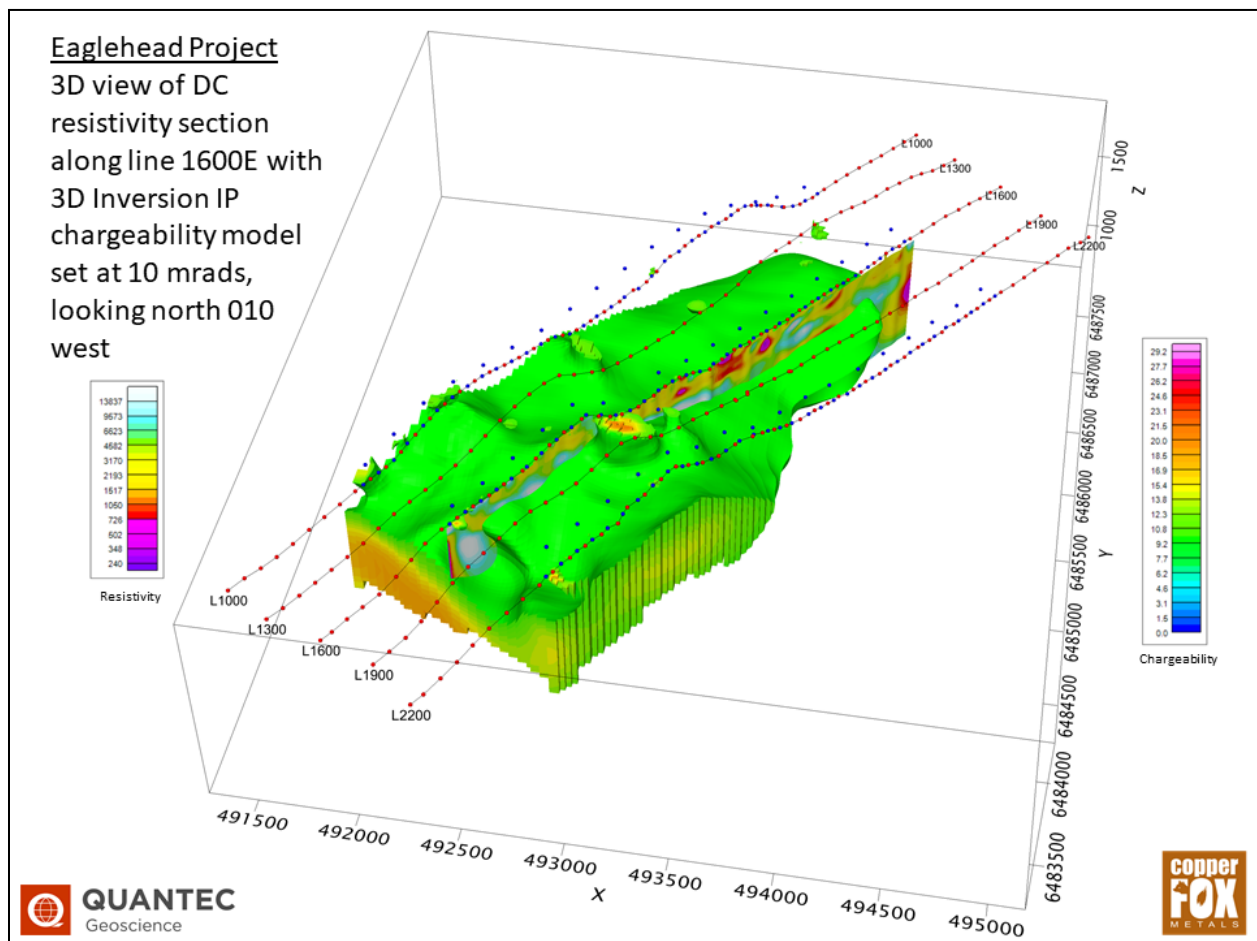 Eaglehead Project
3D view of DC
resistivity section
along line 1600E with
3D Inversion IP
chargeability model
set at 10 mrads,
looking north 010
west
L1000
L1300
L1600
L1900
L2200
1500
Z
1000
6487500
6487000
6486500
6486000
Y
6485500
6485000
6484500
6484000
6483500
13837
9673
6623
4682
3170
2193
1517
1060
726
502
348
240
Resistivity
29.2
27.7
26.2
24.6
23.1
21.5
20.0
18.5
16.9
15.4
13.8
12.3
10.8
9.2
7.7
6.2
4.6
3.1
1.5
0.0
Chargeability
L1000
L1300
L1600
L1900
L2200
491500
492000
492500
493000
493500
494000
494500
495000
X
QUANTEC
Geoscience
copper
FOX
METALS